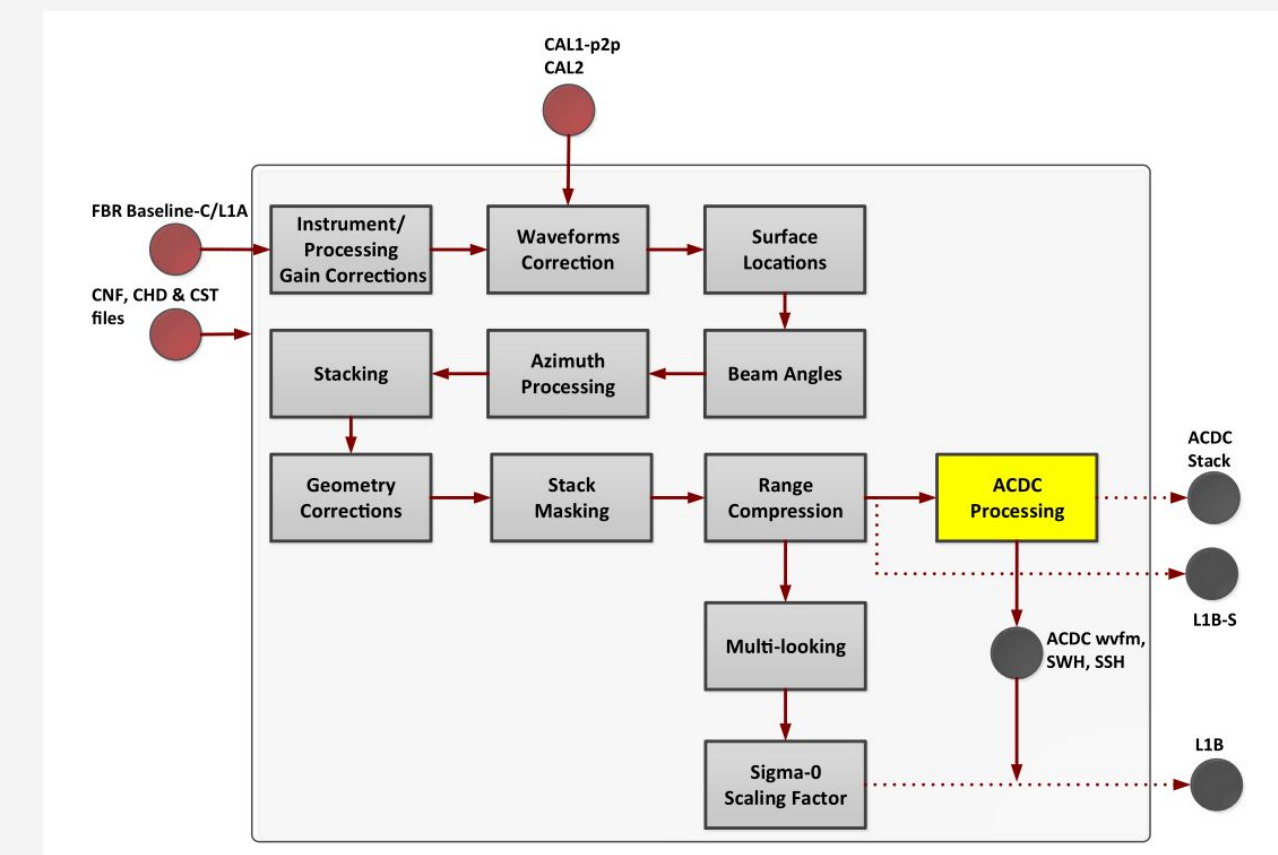 CAL1-p2p
CAL2
FBR Baseline-C/L1A
CNF, CHD & CST
files
Instrument/
Processing
Gain Corrections
Waveforms
Correction
Surface
Locations
Stacking
Azimuth
Processing
Beam Angles
Geometry
Corrections
Stack
Masking
Range
Compression
ACDC
Processing
ACDC
Stack
L1B-S
Multi-looking
ACDC wvfm,
SWH, SSH
Sigma-0
Scaling Factor
L1B